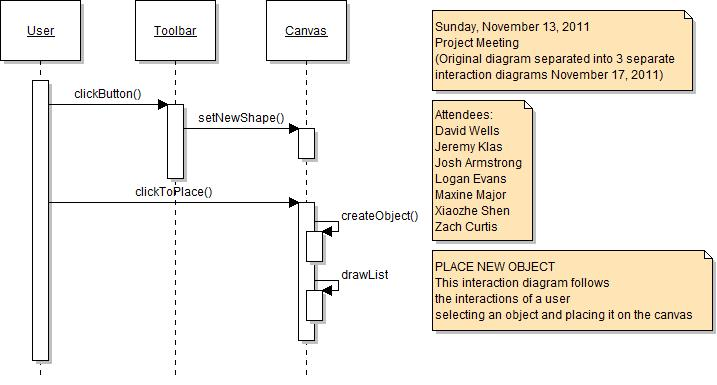 User
Toolbar
Canvas
clickButton()
setNewShape()
clickToPlace()
createObject()
drawList
Sunday, November 13, 2011
Project Meeting
(Original diagram separated into 3 separate
interaction diagrams November 17, 2011)
Attendees:
David Wells
Jeremy Klas
Josh Armstrong
Logan Evans
Maxine Major
Xiaozhe Shen
Zach Curtis
PLACE NEW OBJECT
This interaction diagram follows
the interactions of a user
selecting an object and placing it on the canvas